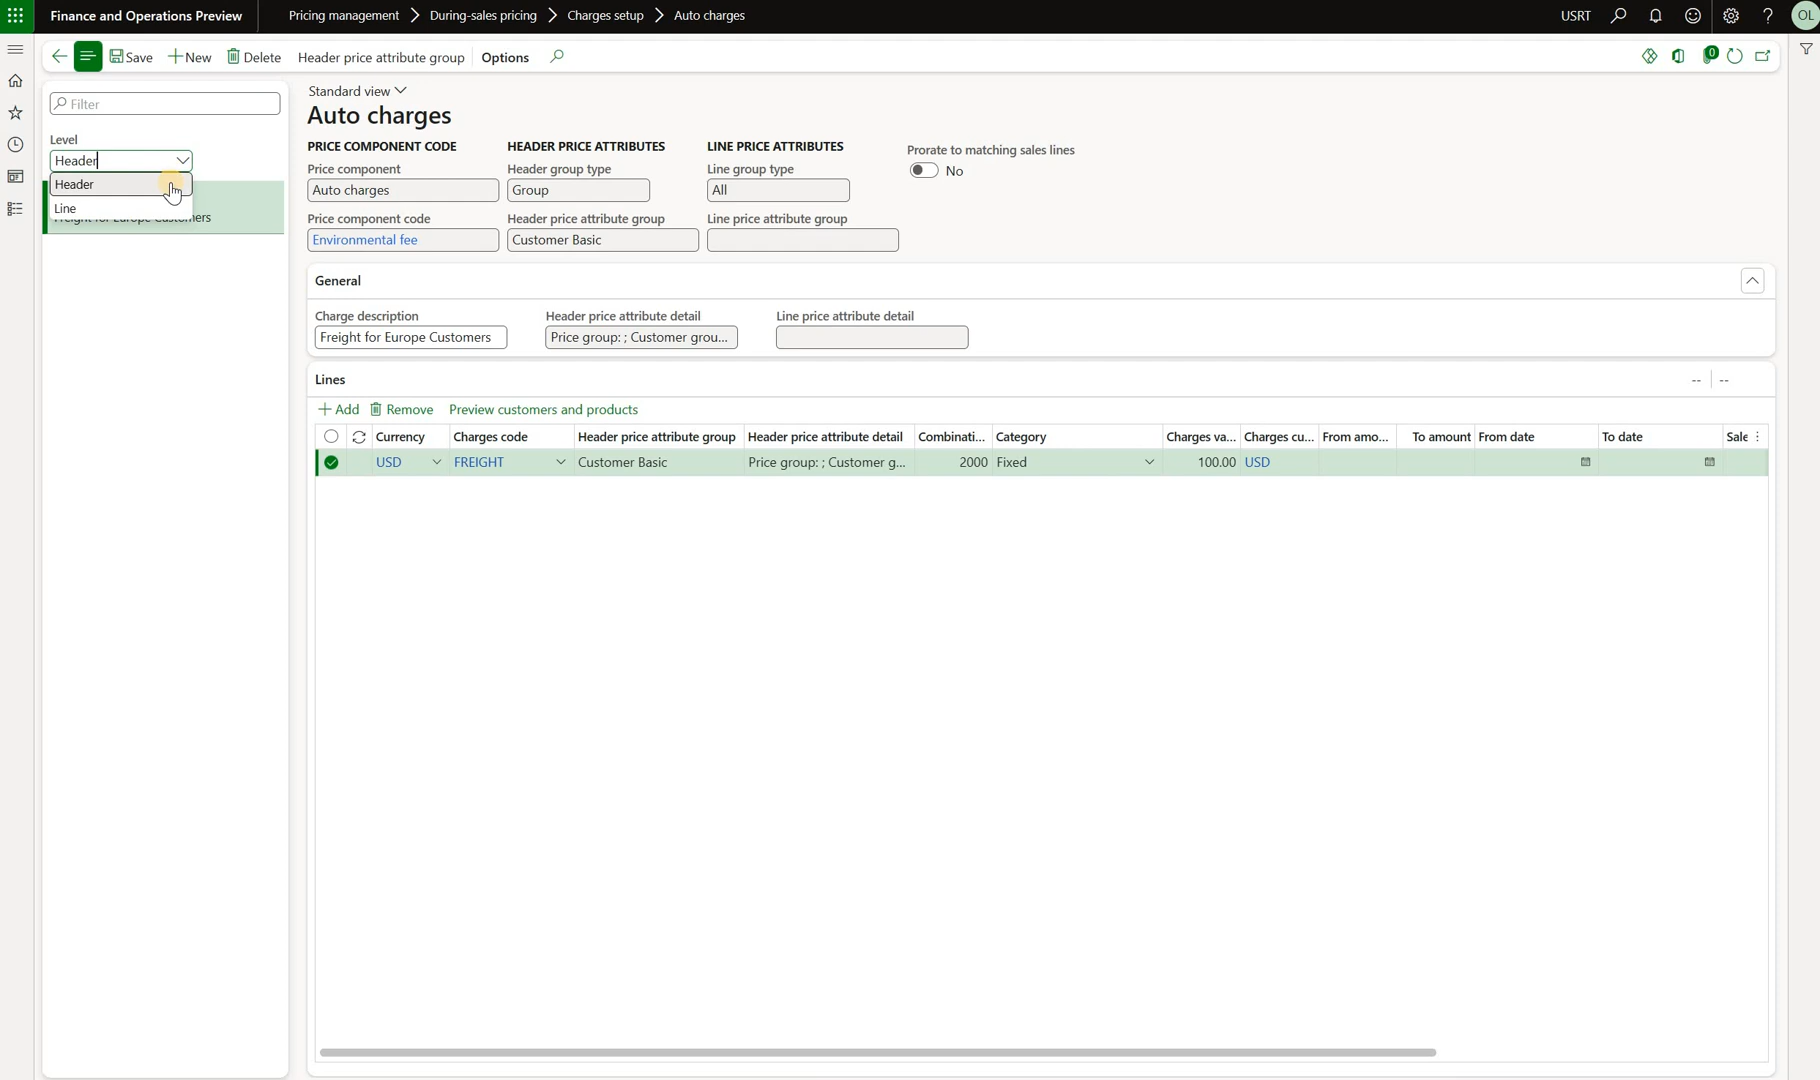 Finance and Operations Preview
Pricing management
During-sales pricing
Charges setup
Auto charges
USRT
OL
Save
New
Delete
Header price attribute group
Options
0
Filter
Level
Header
Header
Line
Freight for Europe Customers
Standard view
Auto charges
PRICE COMPONENT CODE
HEADER PRICE ATTRIBUTES
LINE PRICE ATTRIBUTES
Prorate to matching sales lines
No
Price component
Header group type
Line group type
Auto charges
Group
All
Price component code
Header price attribute group
Line price attribute group
Environmental fee
Customer Basic
General
Charge description
Header price attribute detail
Line price attribute detail
Freight for Europe Customers
Price group: ; Customer grou...
Lines
-- --
Add
Remove
Preview customers and products
Currency Charges code Header price attribute group Header price attribute detail Combinati... Category Charges va... Charges cu... From amo... To amount From date To date Sale
USD FREIGHT Customer Basic Price group: ; Customer g... 2000 Fixed 100.00 USD